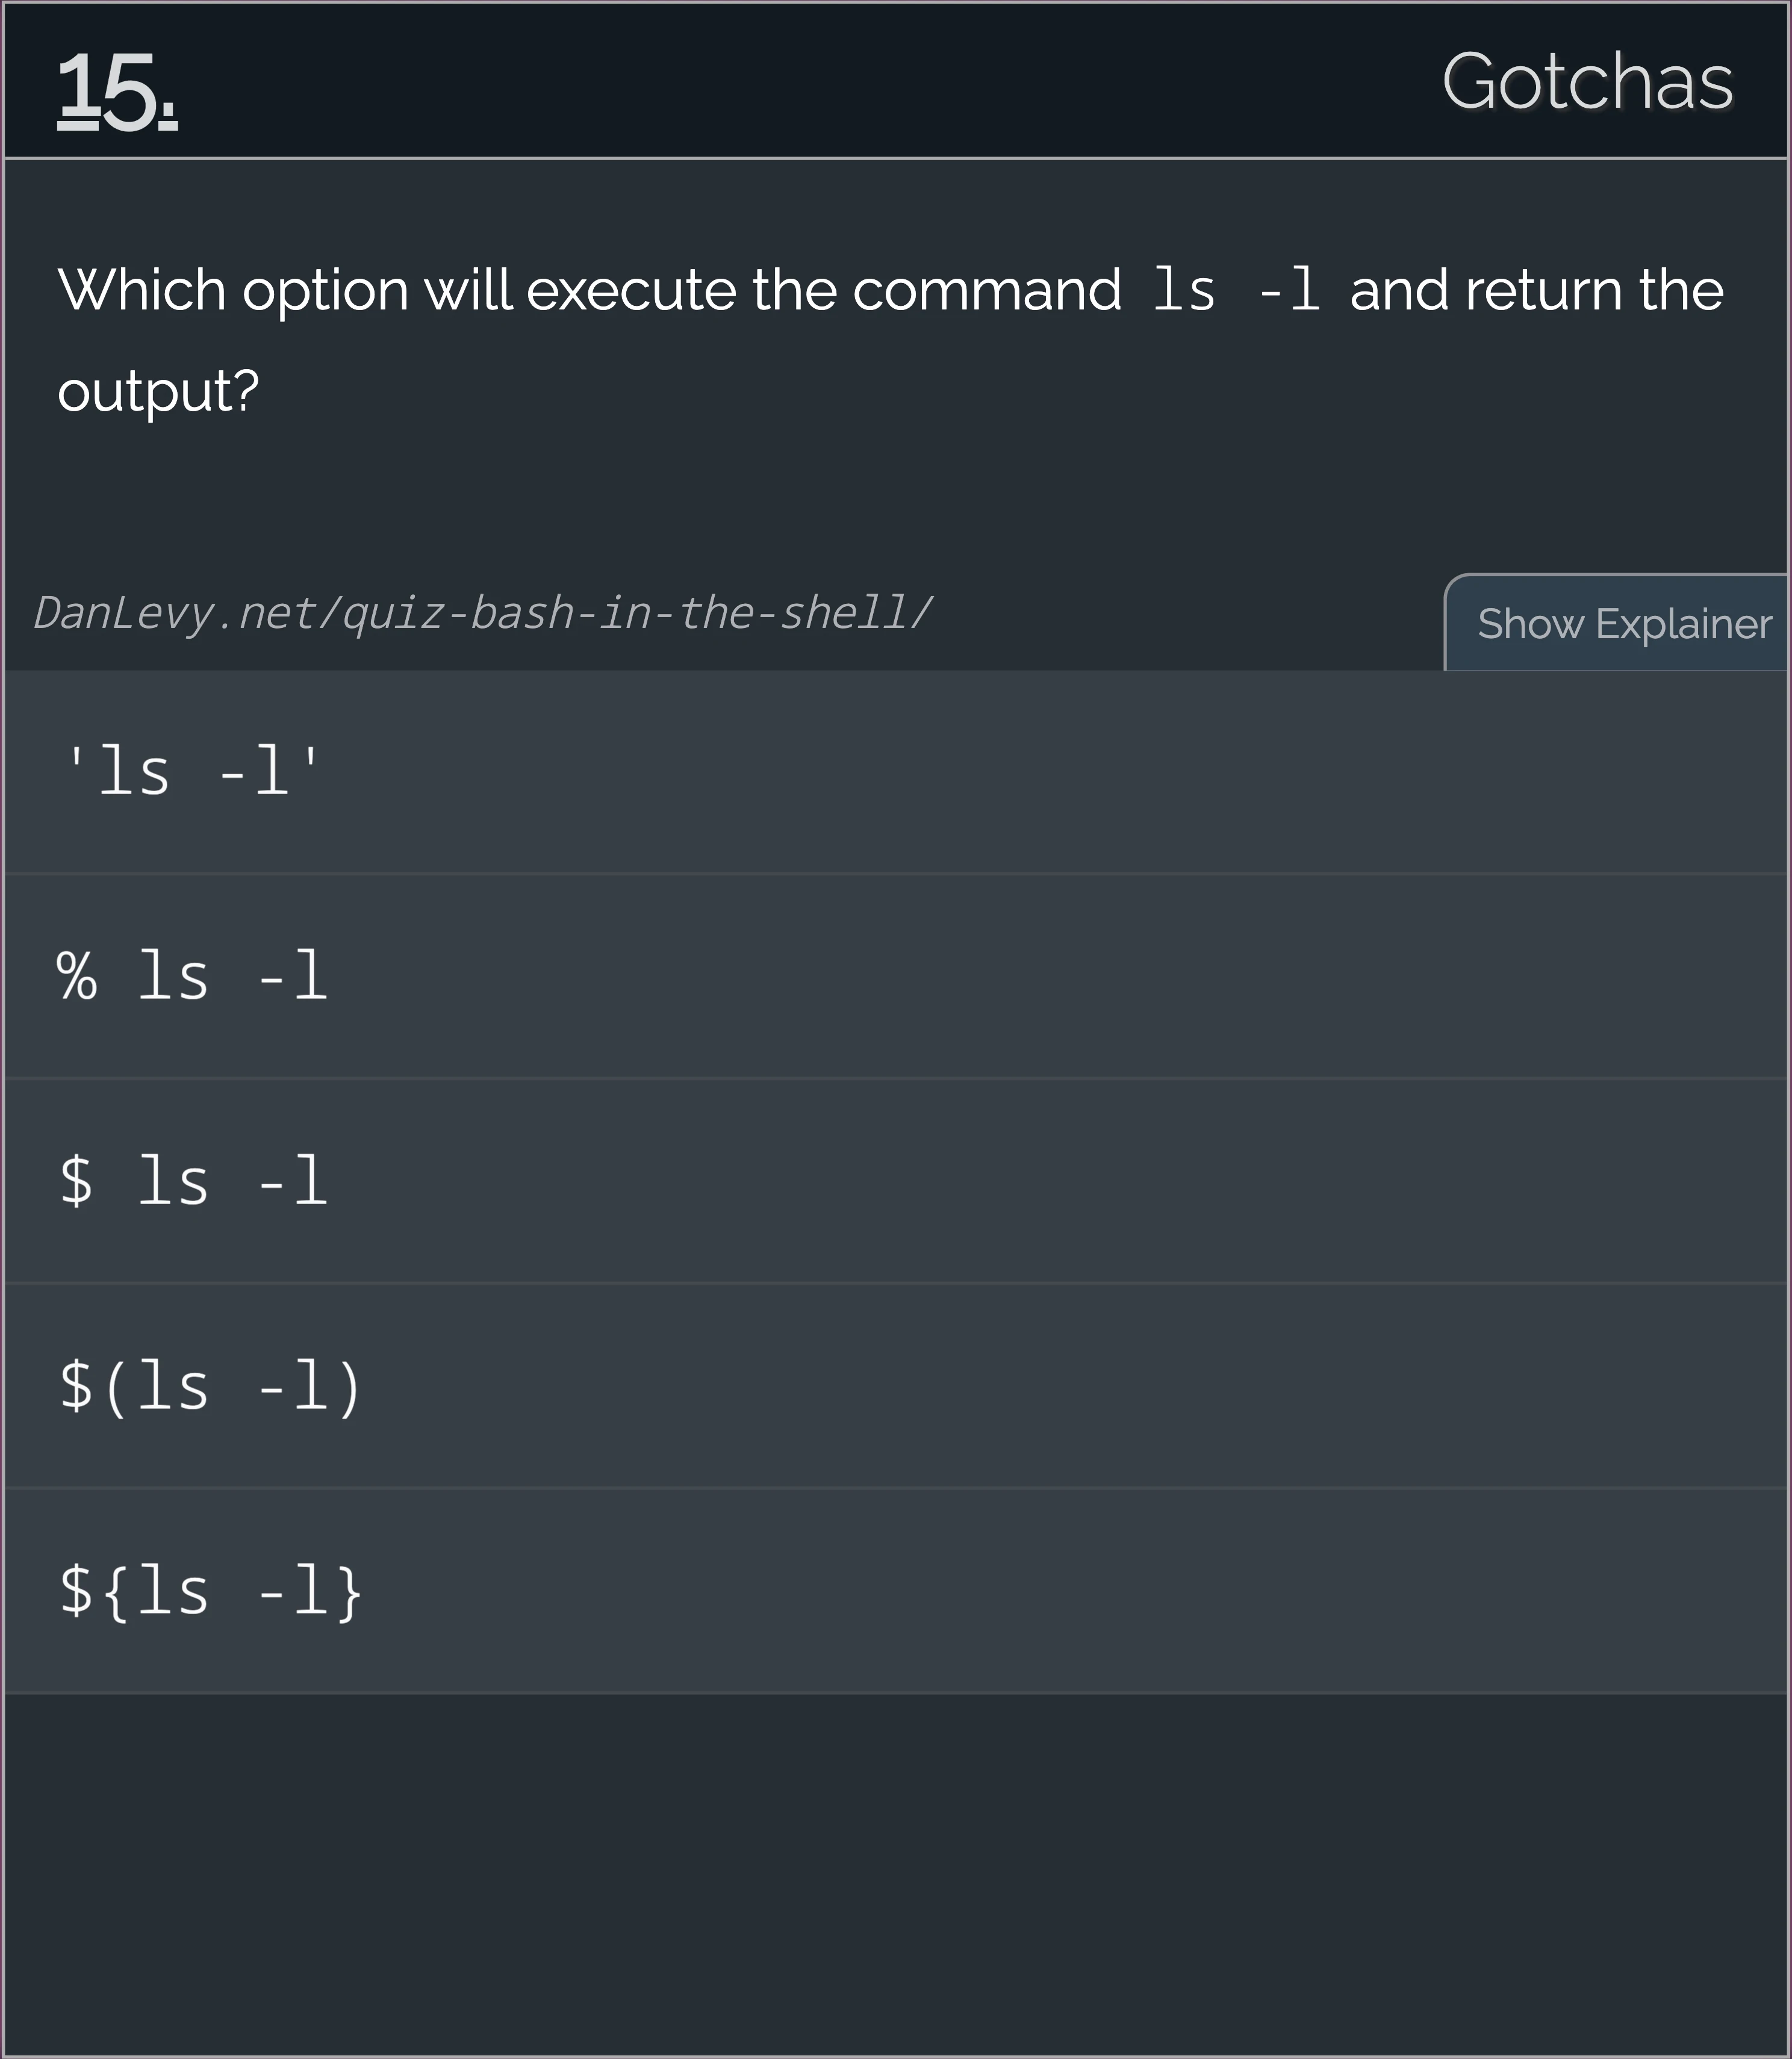 15.
Gotchas
Which option will execute the command ls -l and return the
output?
DanLevy.net/quiz-bash-in-the-shell/
Show Explainer
'ls -l'
% ls -l
$ ls -l
$(ls -l)
${ls -l}